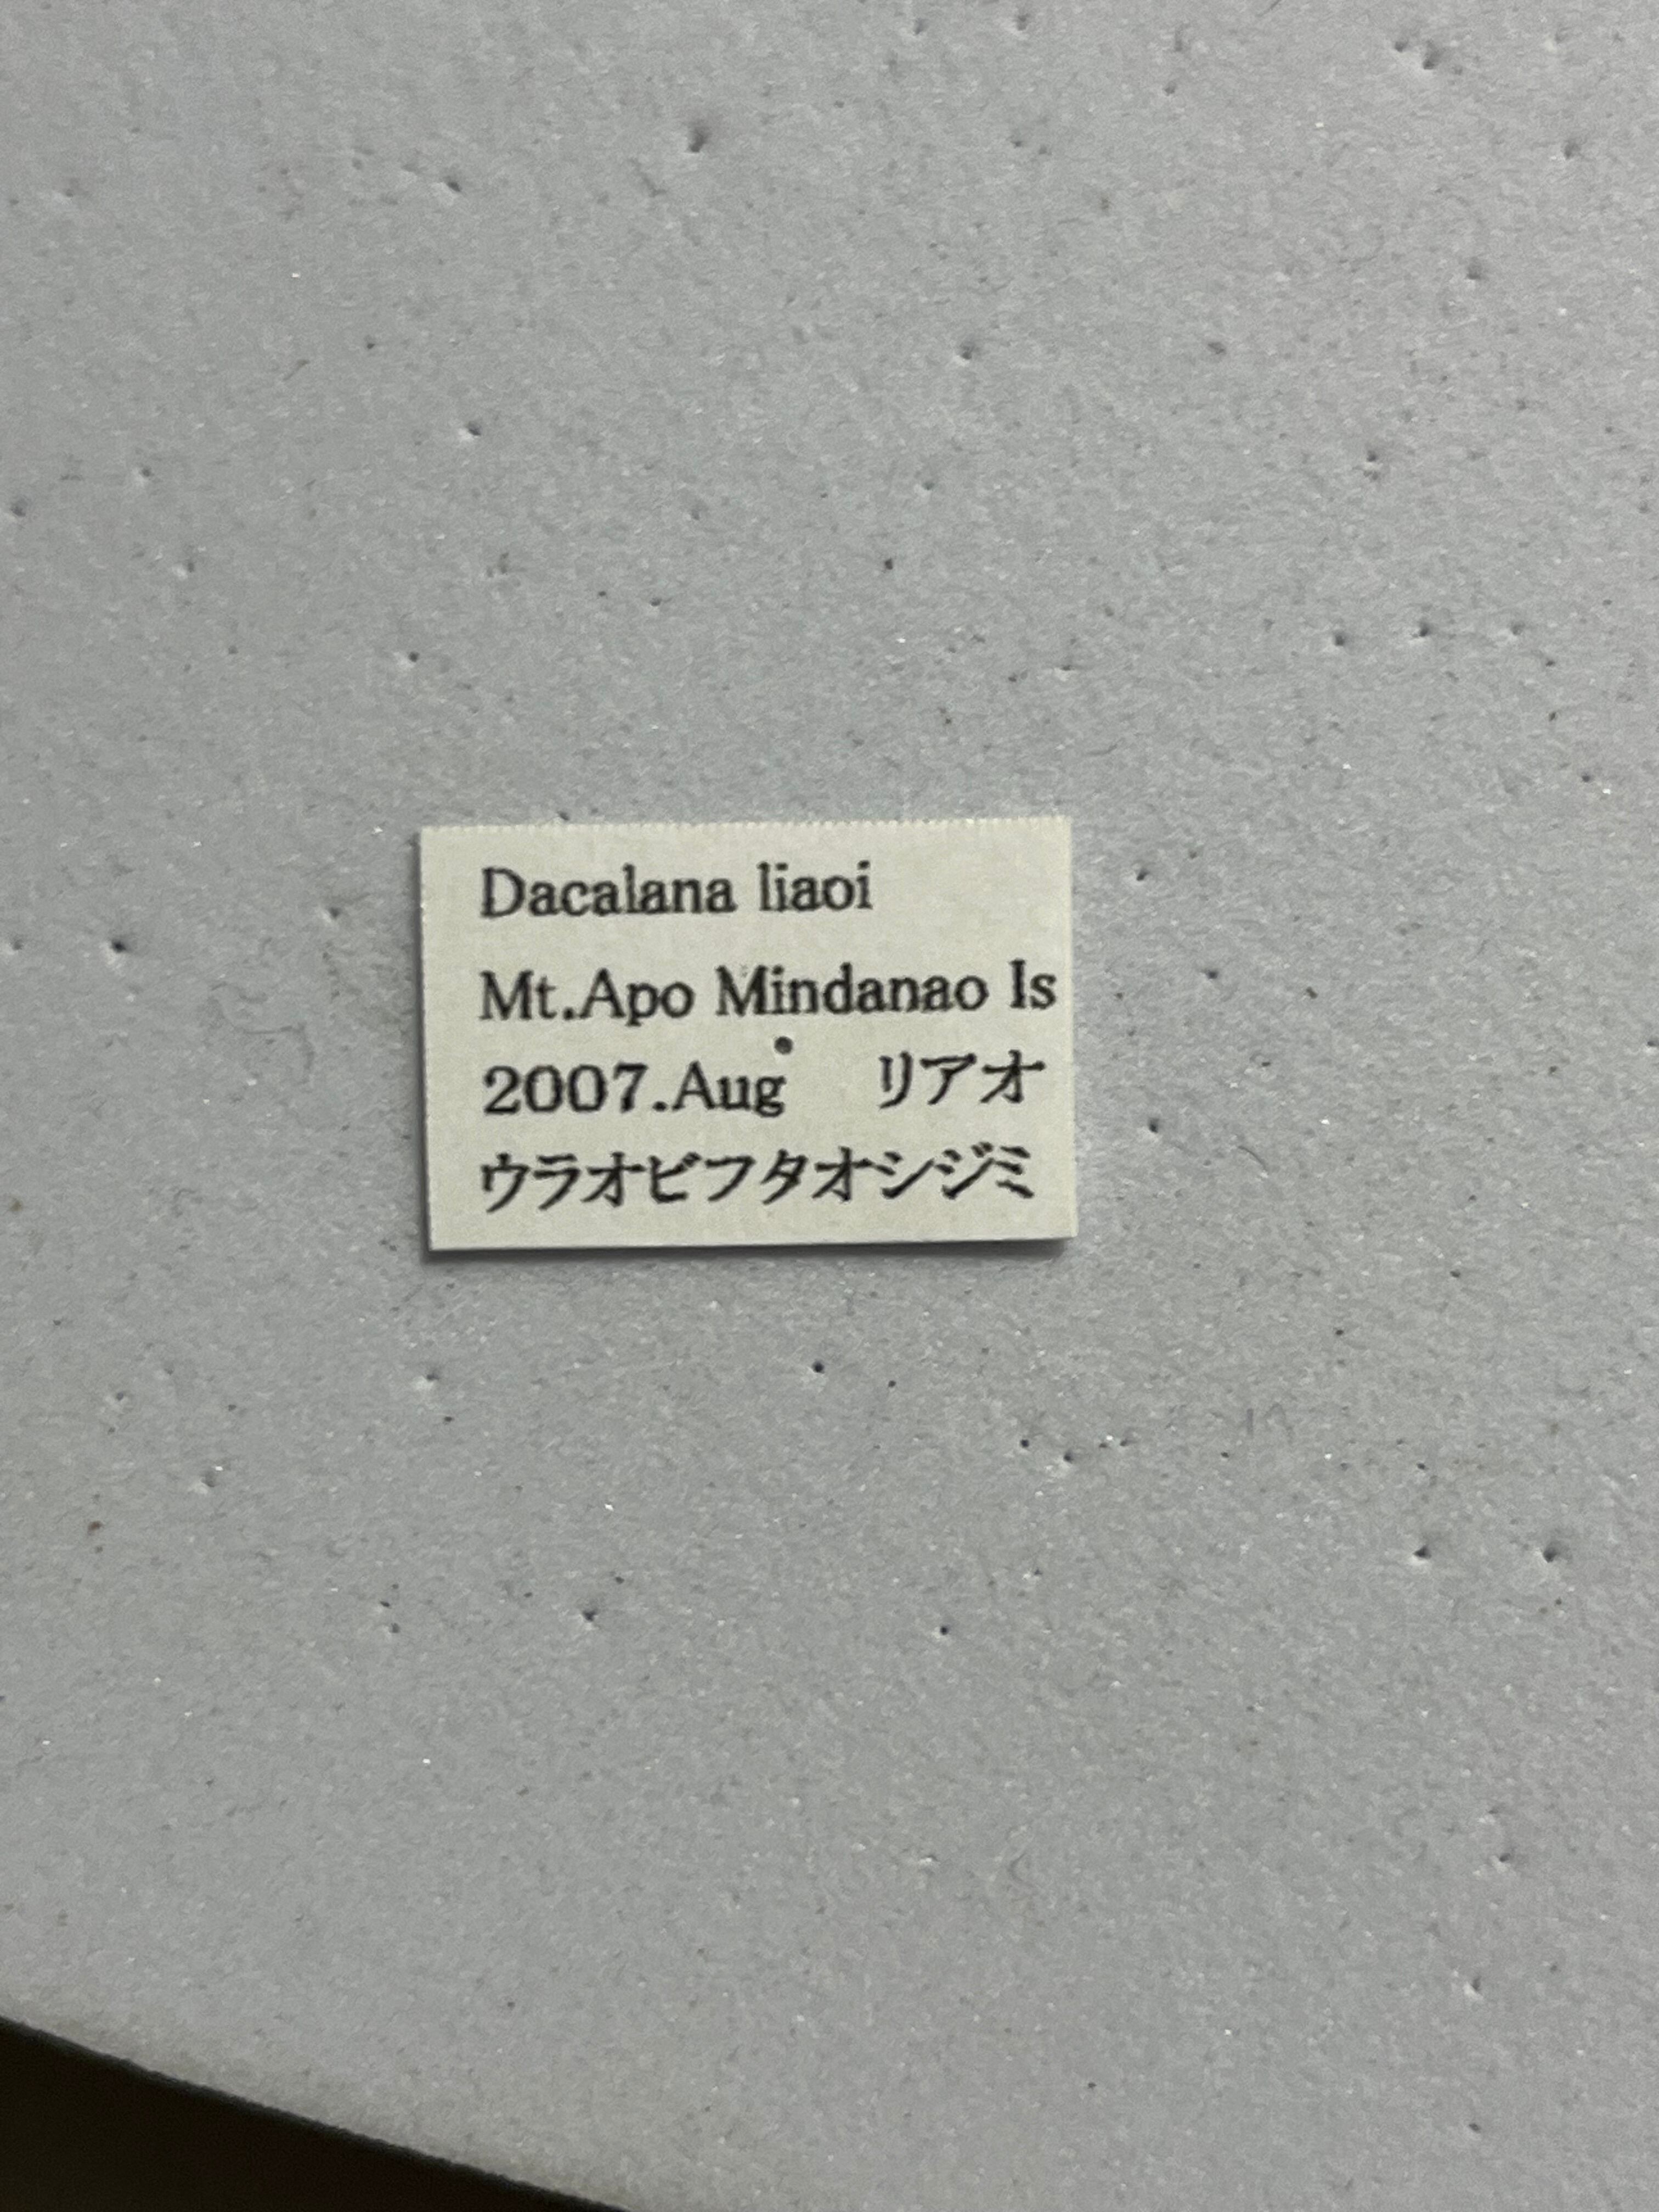 Dacalana liaoi
Mt.Apo Mindanao Is
2007.Aug　リアオ
ウラオビフタオシジミ